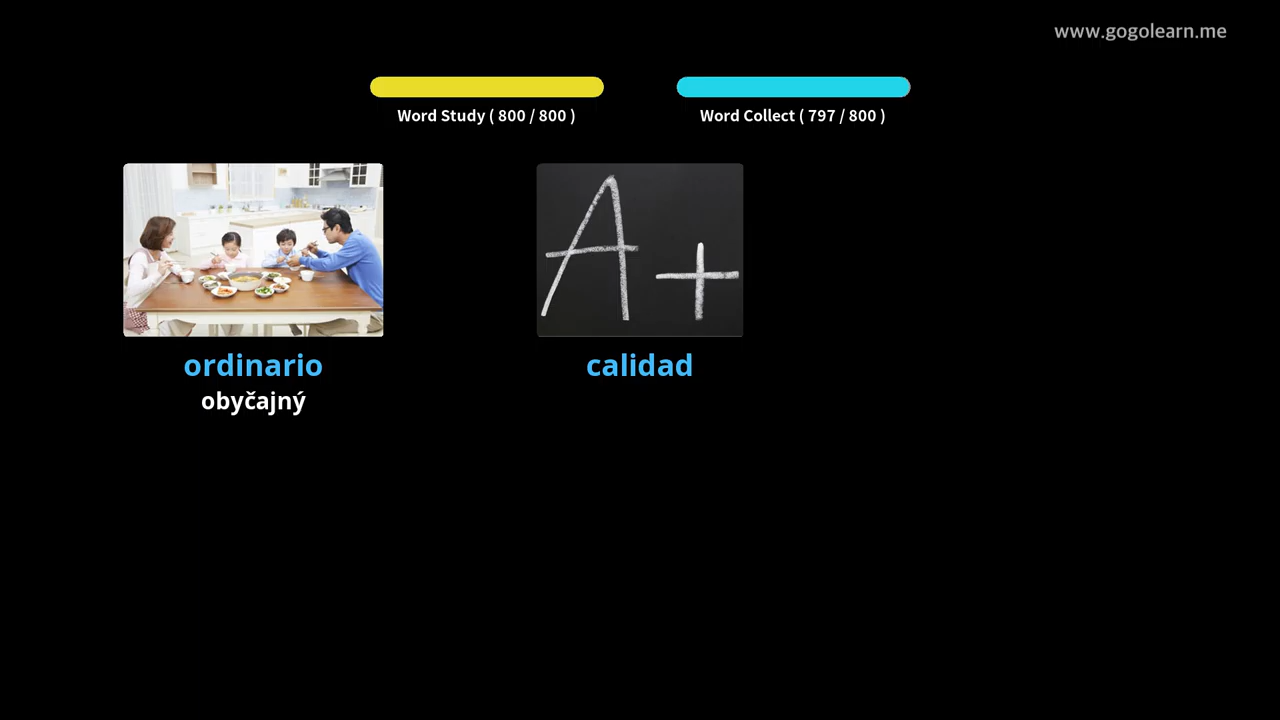 www.gogolearn.me
Word Study ( 800 / 800 )
Word Collect ( 797 / 800 )
A+
ordinario
obyčajný
calidad